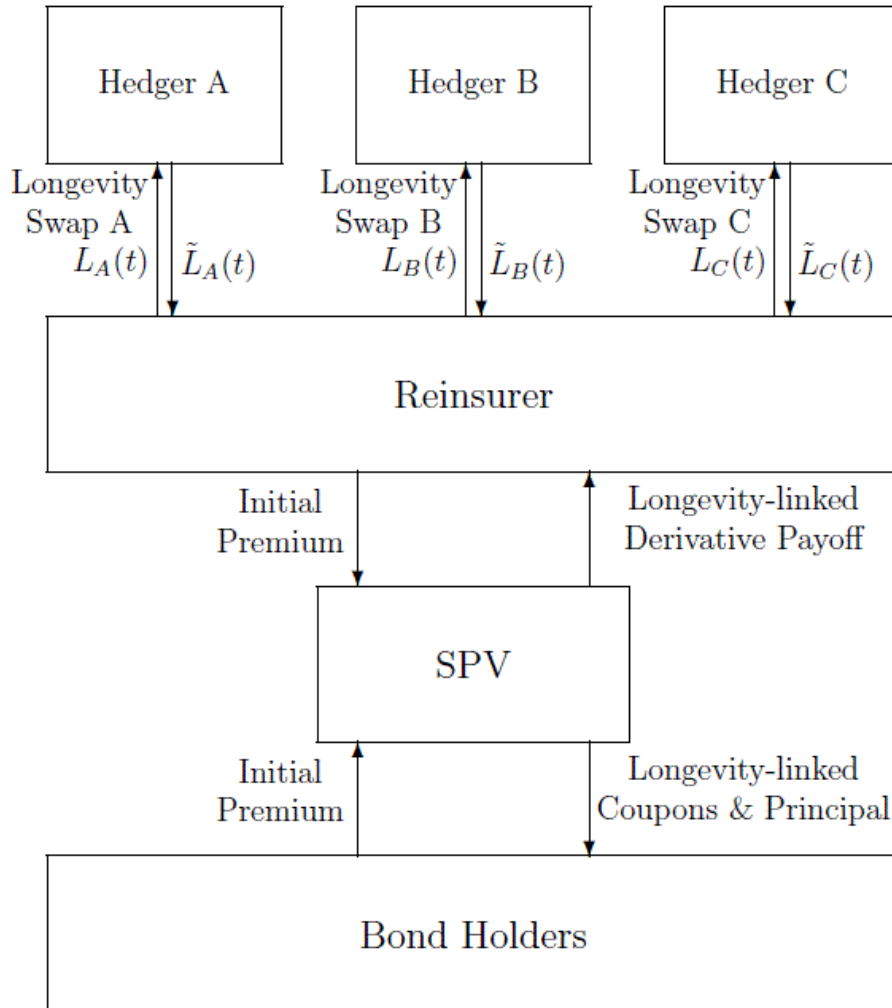 Hedger A
Hedger B
Hedger C
Longevity
Swap A
L_A(t)
L̃_A(t)
Longevity
Swap B
L_B(t)
L̃_B(t)
Longevity
Swap C
L_C(t)
L̃_C(t)
Reinsurer
Initial
Premium
Longevity-linked
Derivative Payoff
SPV
Initial
Premium
Longevity-linked
Coupons & Principal
Bond Holders